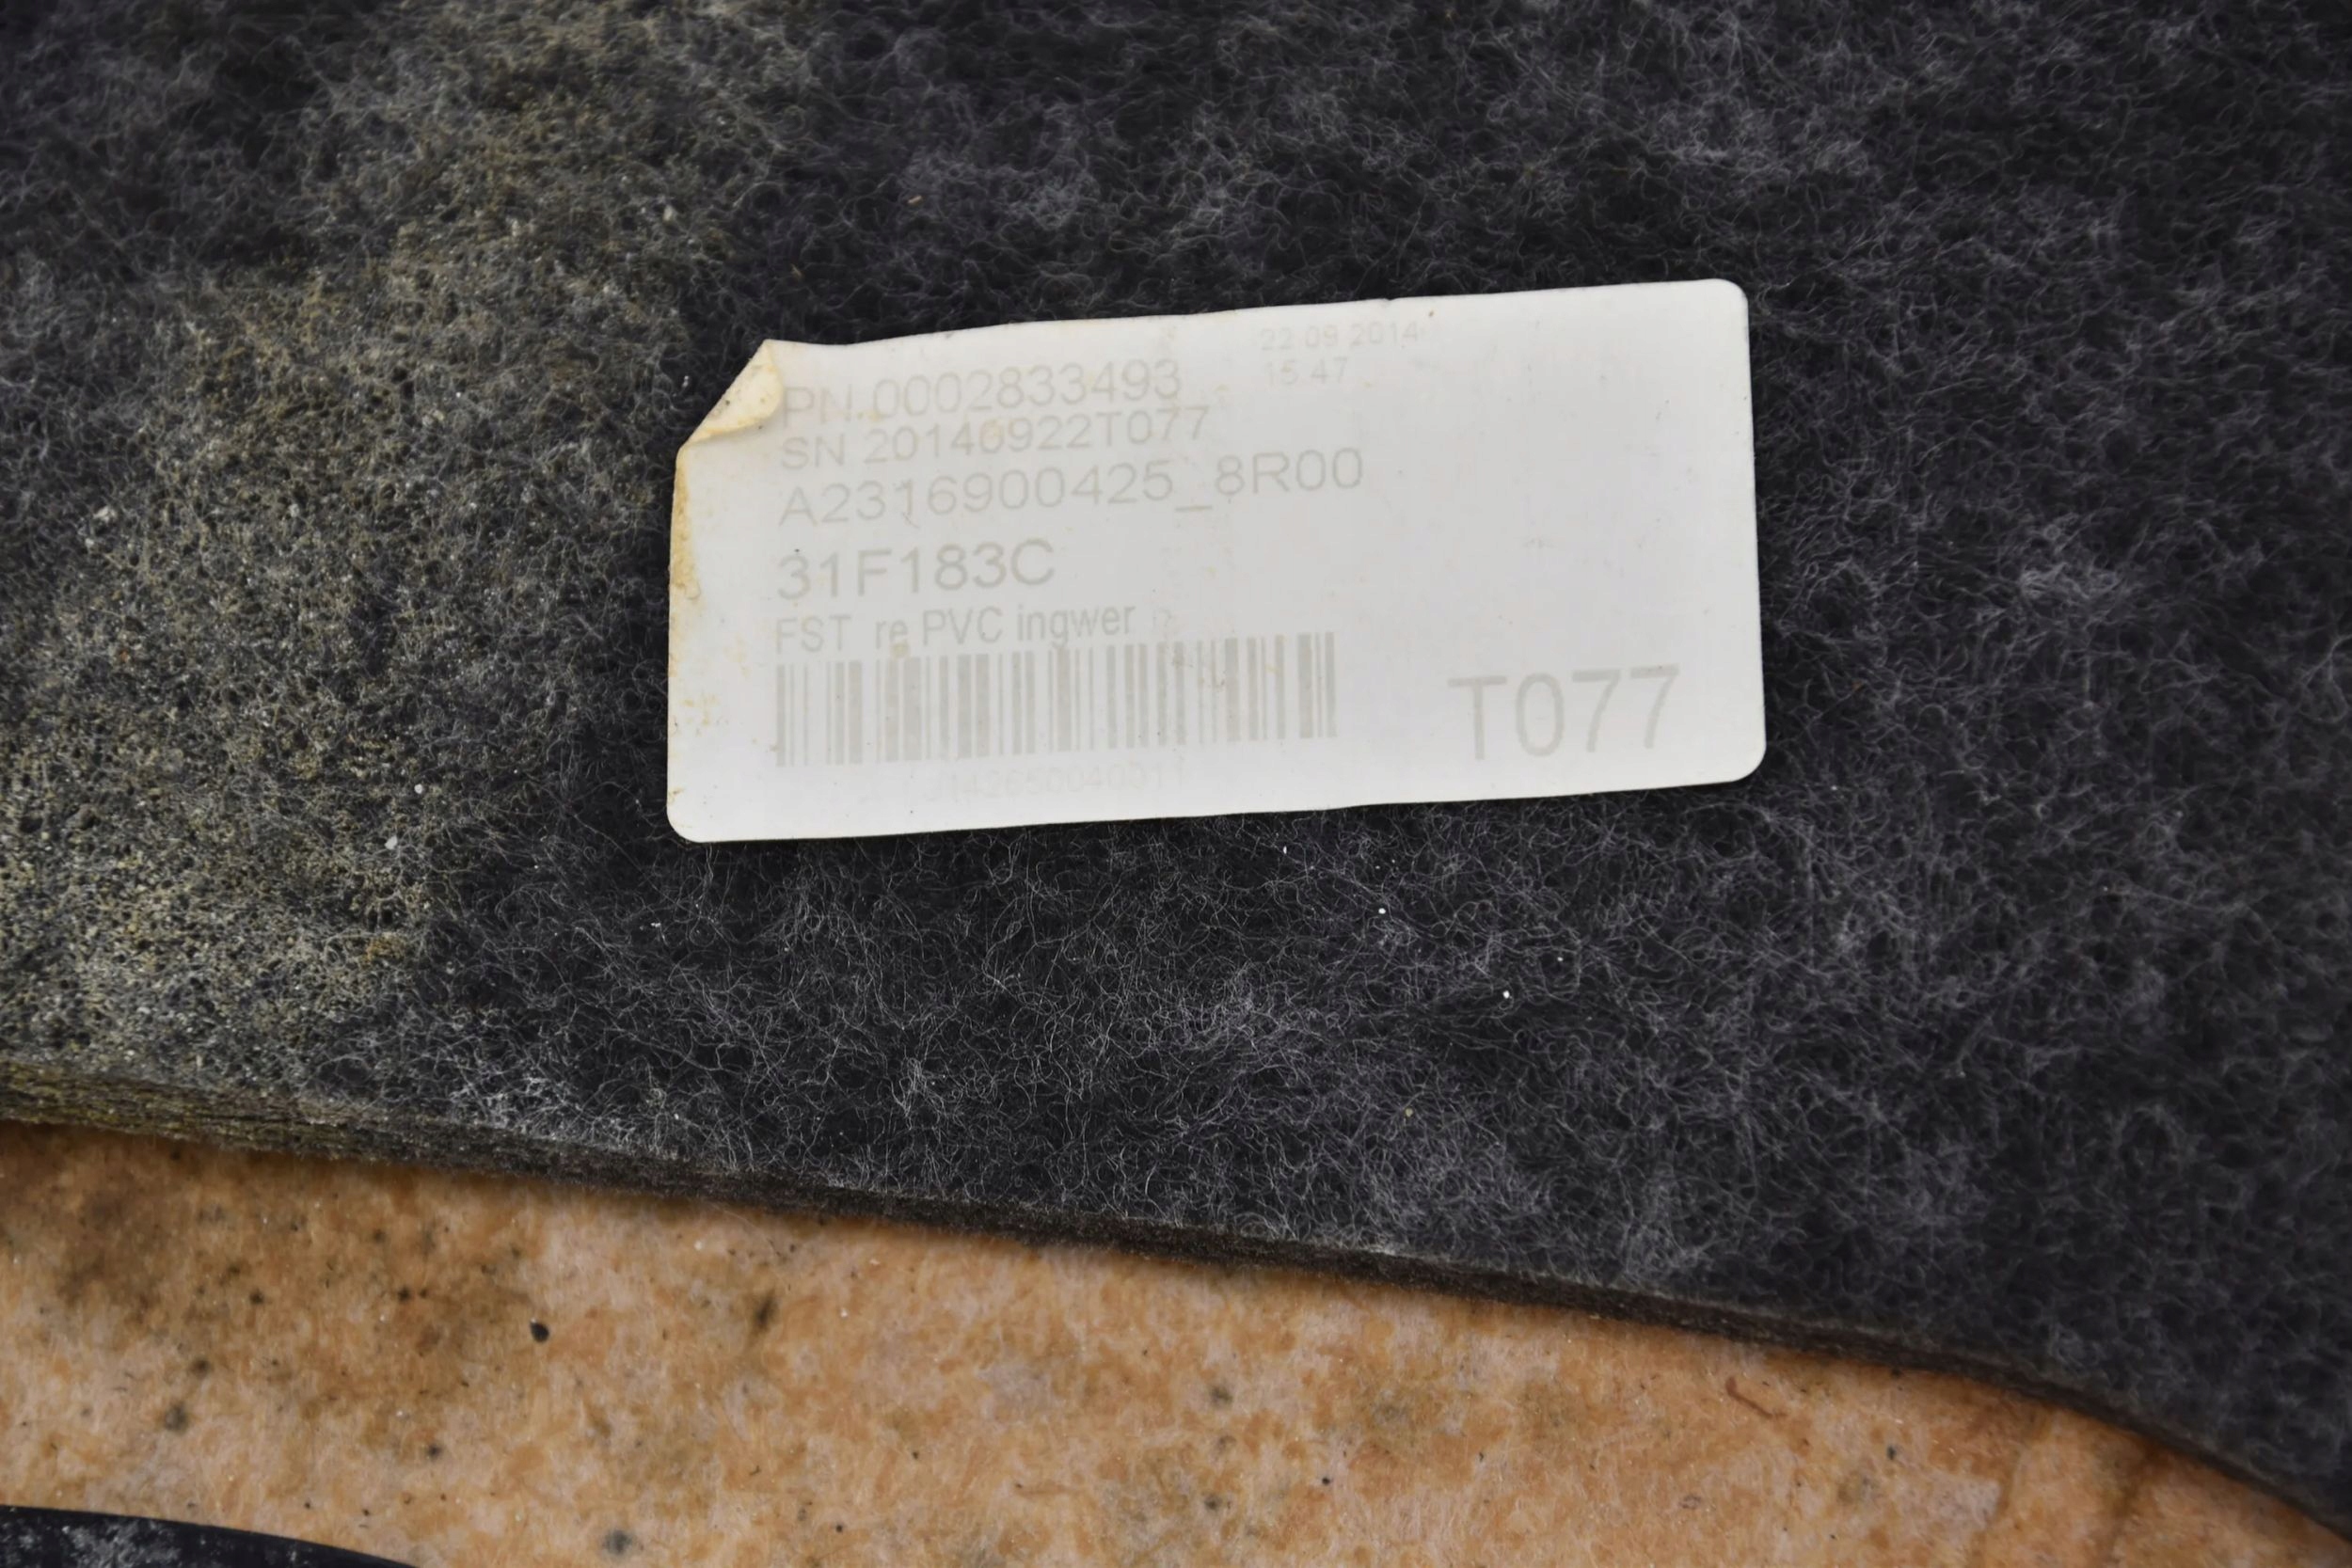 22 09 2014
15 47
PN 0002833493
SN 20140922T077
A2316900425_8R00
31F183C
FST re PVC ingwer
T077